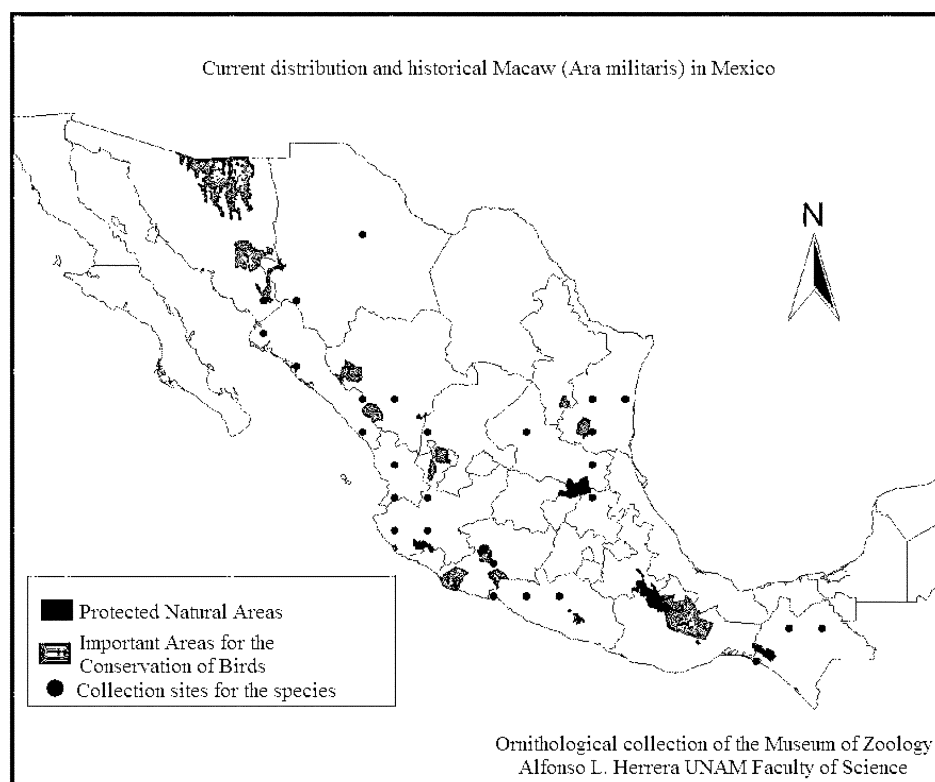 Current distribution and historical Macaw (Ara militaris) in Mexico
N
Protected Natural Areas
Important Areas for the
Conservation of Birds
Collection sites for the species
Ornithological collection of the Museum of Zoology
Alfonso L. Herrera UNAM Faculty of Science